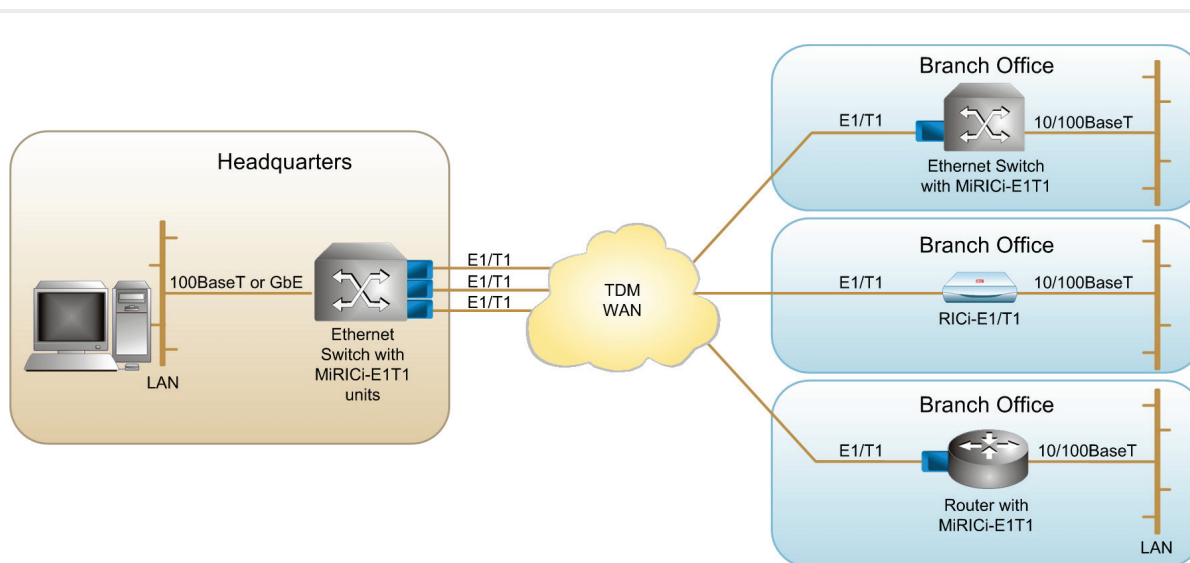 Headquarters
100BaseT or GbE
LAN
Ethernet
Switch with
MiRICi-E1T1
units
E1/T1
E1/T1
E1/T1
TDM
WAN
Branch Office
E1/T1
10/100BaseT
Ethernet Switch
with MiRICi-E1T1
Branch Office
E1/T1
10/100BaseT
RICi-E1/T1
Branch Office
E1/T1
10/100BaseT
Router with
MiRICi-E1T1
LAN